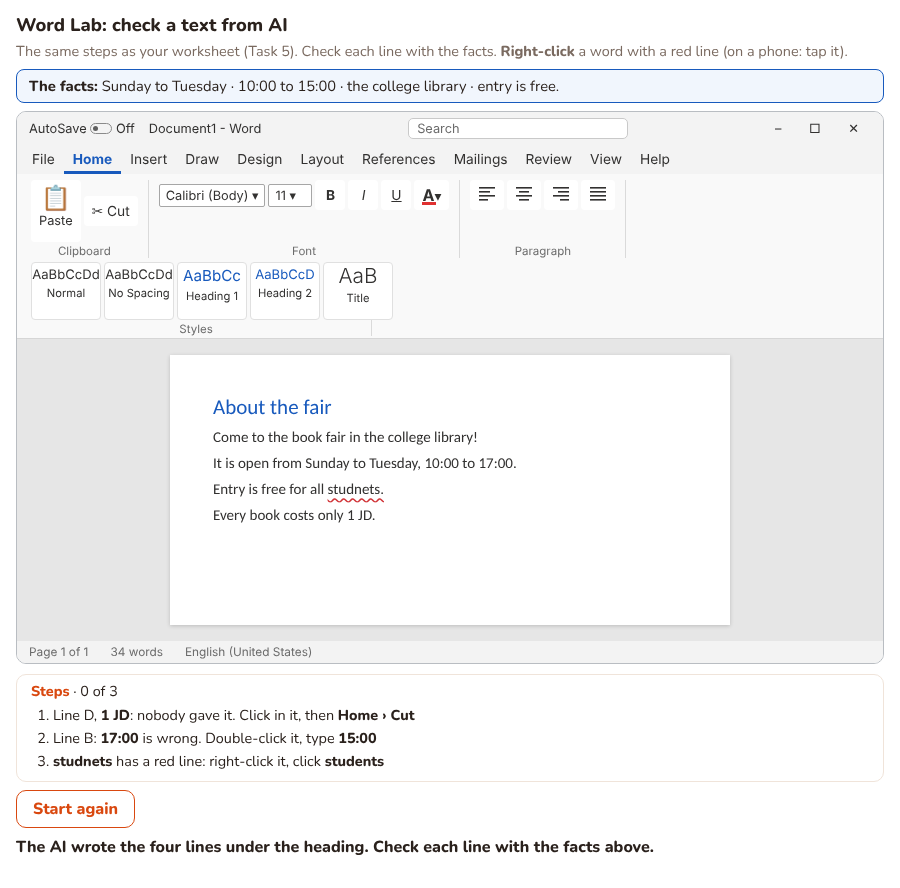 Word Lab: check a text from AI
The same steps as your worksheet (Task 5). Check each line with the facts. Right-click a word with a red line (on a phone: tap it).
The facts: Sunday to Tuesday · 10:00 to 15:00 · the college library · entry is free.
AutoSave Off Document1 - Word Search
File Home Insert Draw Design Layout References Mailings Review View Help
Paste Cut Calibri (Body) 11 B I U A
Clipboard Font Paragraph
AaBbCcDd AaBbCcDd AaBbCc AaBbCcD AaB
Normal No Spacing Heading 1 Heading 2 Title
Styles
About the fair
Come to the book fair in the college library!
It is open from Sunday to Tuesday, 10:00 to 17:00.
Entry is free for all studnets.
Every book costs only 1 JD.
Page 1 of 1 34 words English (United States)
Steps · 0 of 3
1. Line D, 1 JD: nobody gave it. Click in it, then Home › Cut
2. Line B: 17:00 is wrong. Double-click it, type 15:00
3. studnets has a red line: right-click it, click students
Start again
The AI wrote the four lines under the heading. Check each line with the facts above.